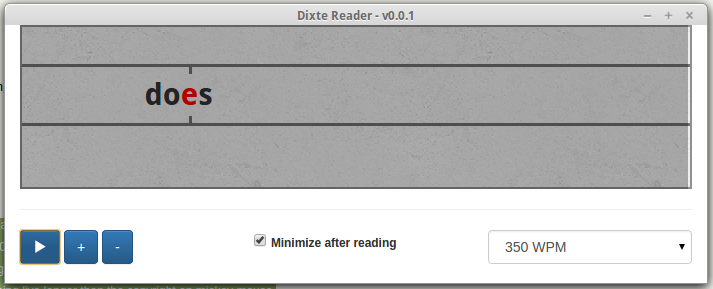 Dixte Reader - v0.0.1
does
+ -
Minimize after reading
350 WPM